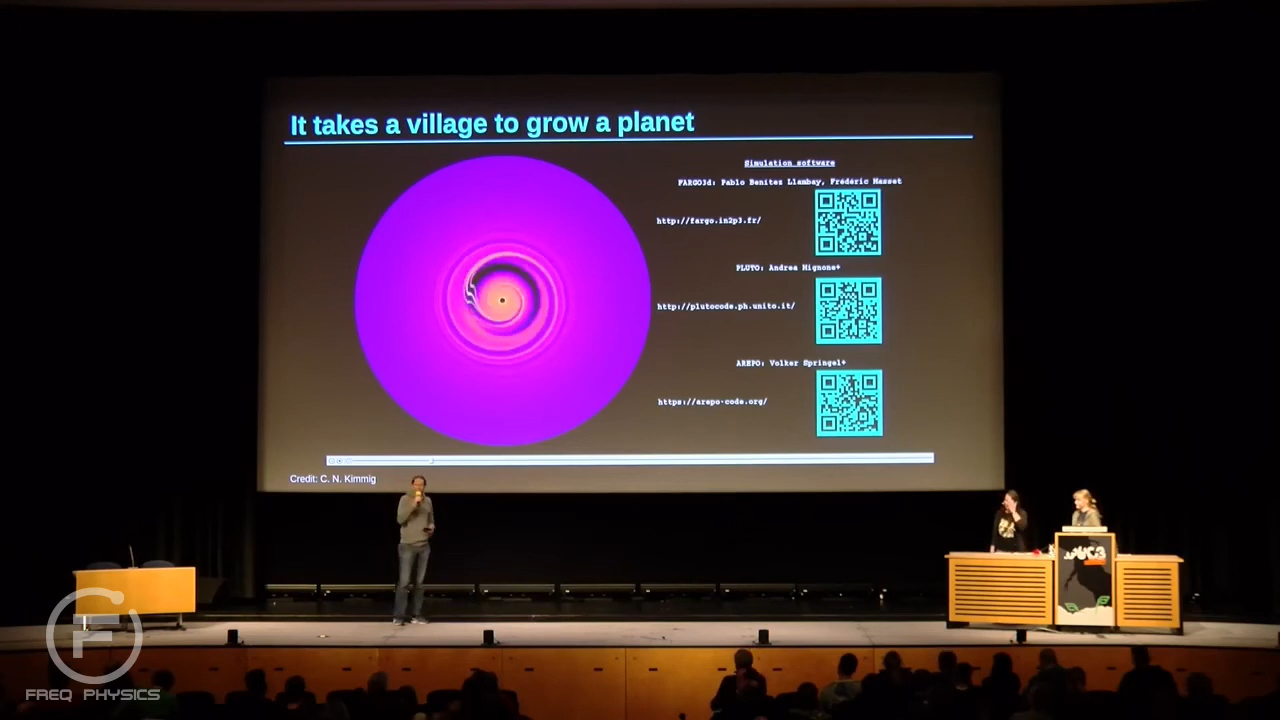 It takes a village to grow a planet
Simulation software
FARGO3d: Pablo Benítez Llambay, Frédéric Masset
http://fargo.in2p3.fr/
PLUTO: Andrea Mignone+
http://plutocode.ph.unito.it/
AREPO: Volker Springel+
https://arepo-code.org/
Credit: C. N. Kimmig
FREQ PHYSICS